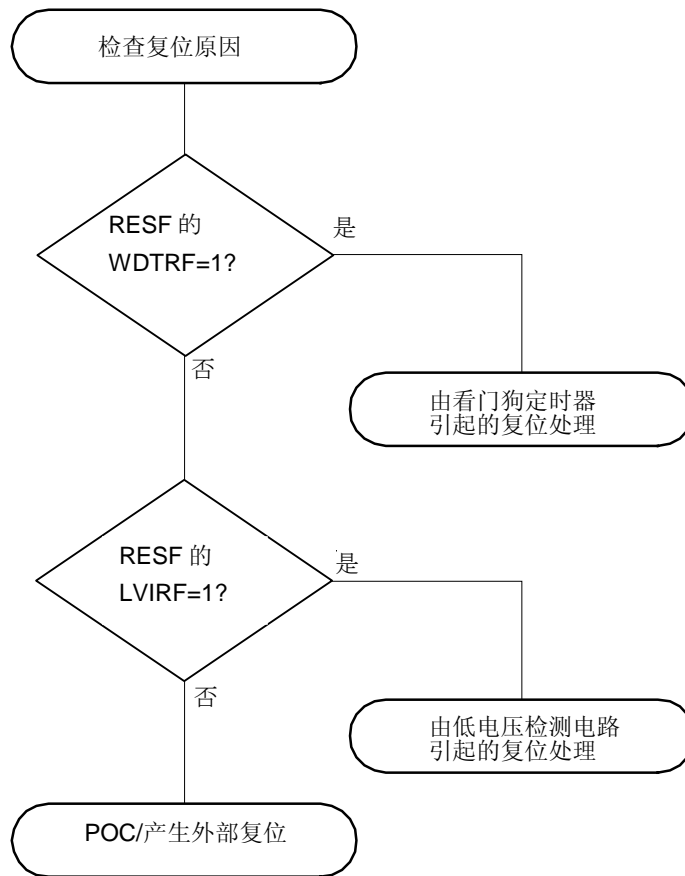 检查复位原因
RESF 的
WDTRF=1?
是
否
由看门狗定时器
引起的复位处理
RESF 的
LVIRF=1?
是
否
由低电压检测电路
引起的复位处理
POC/产生外部复位